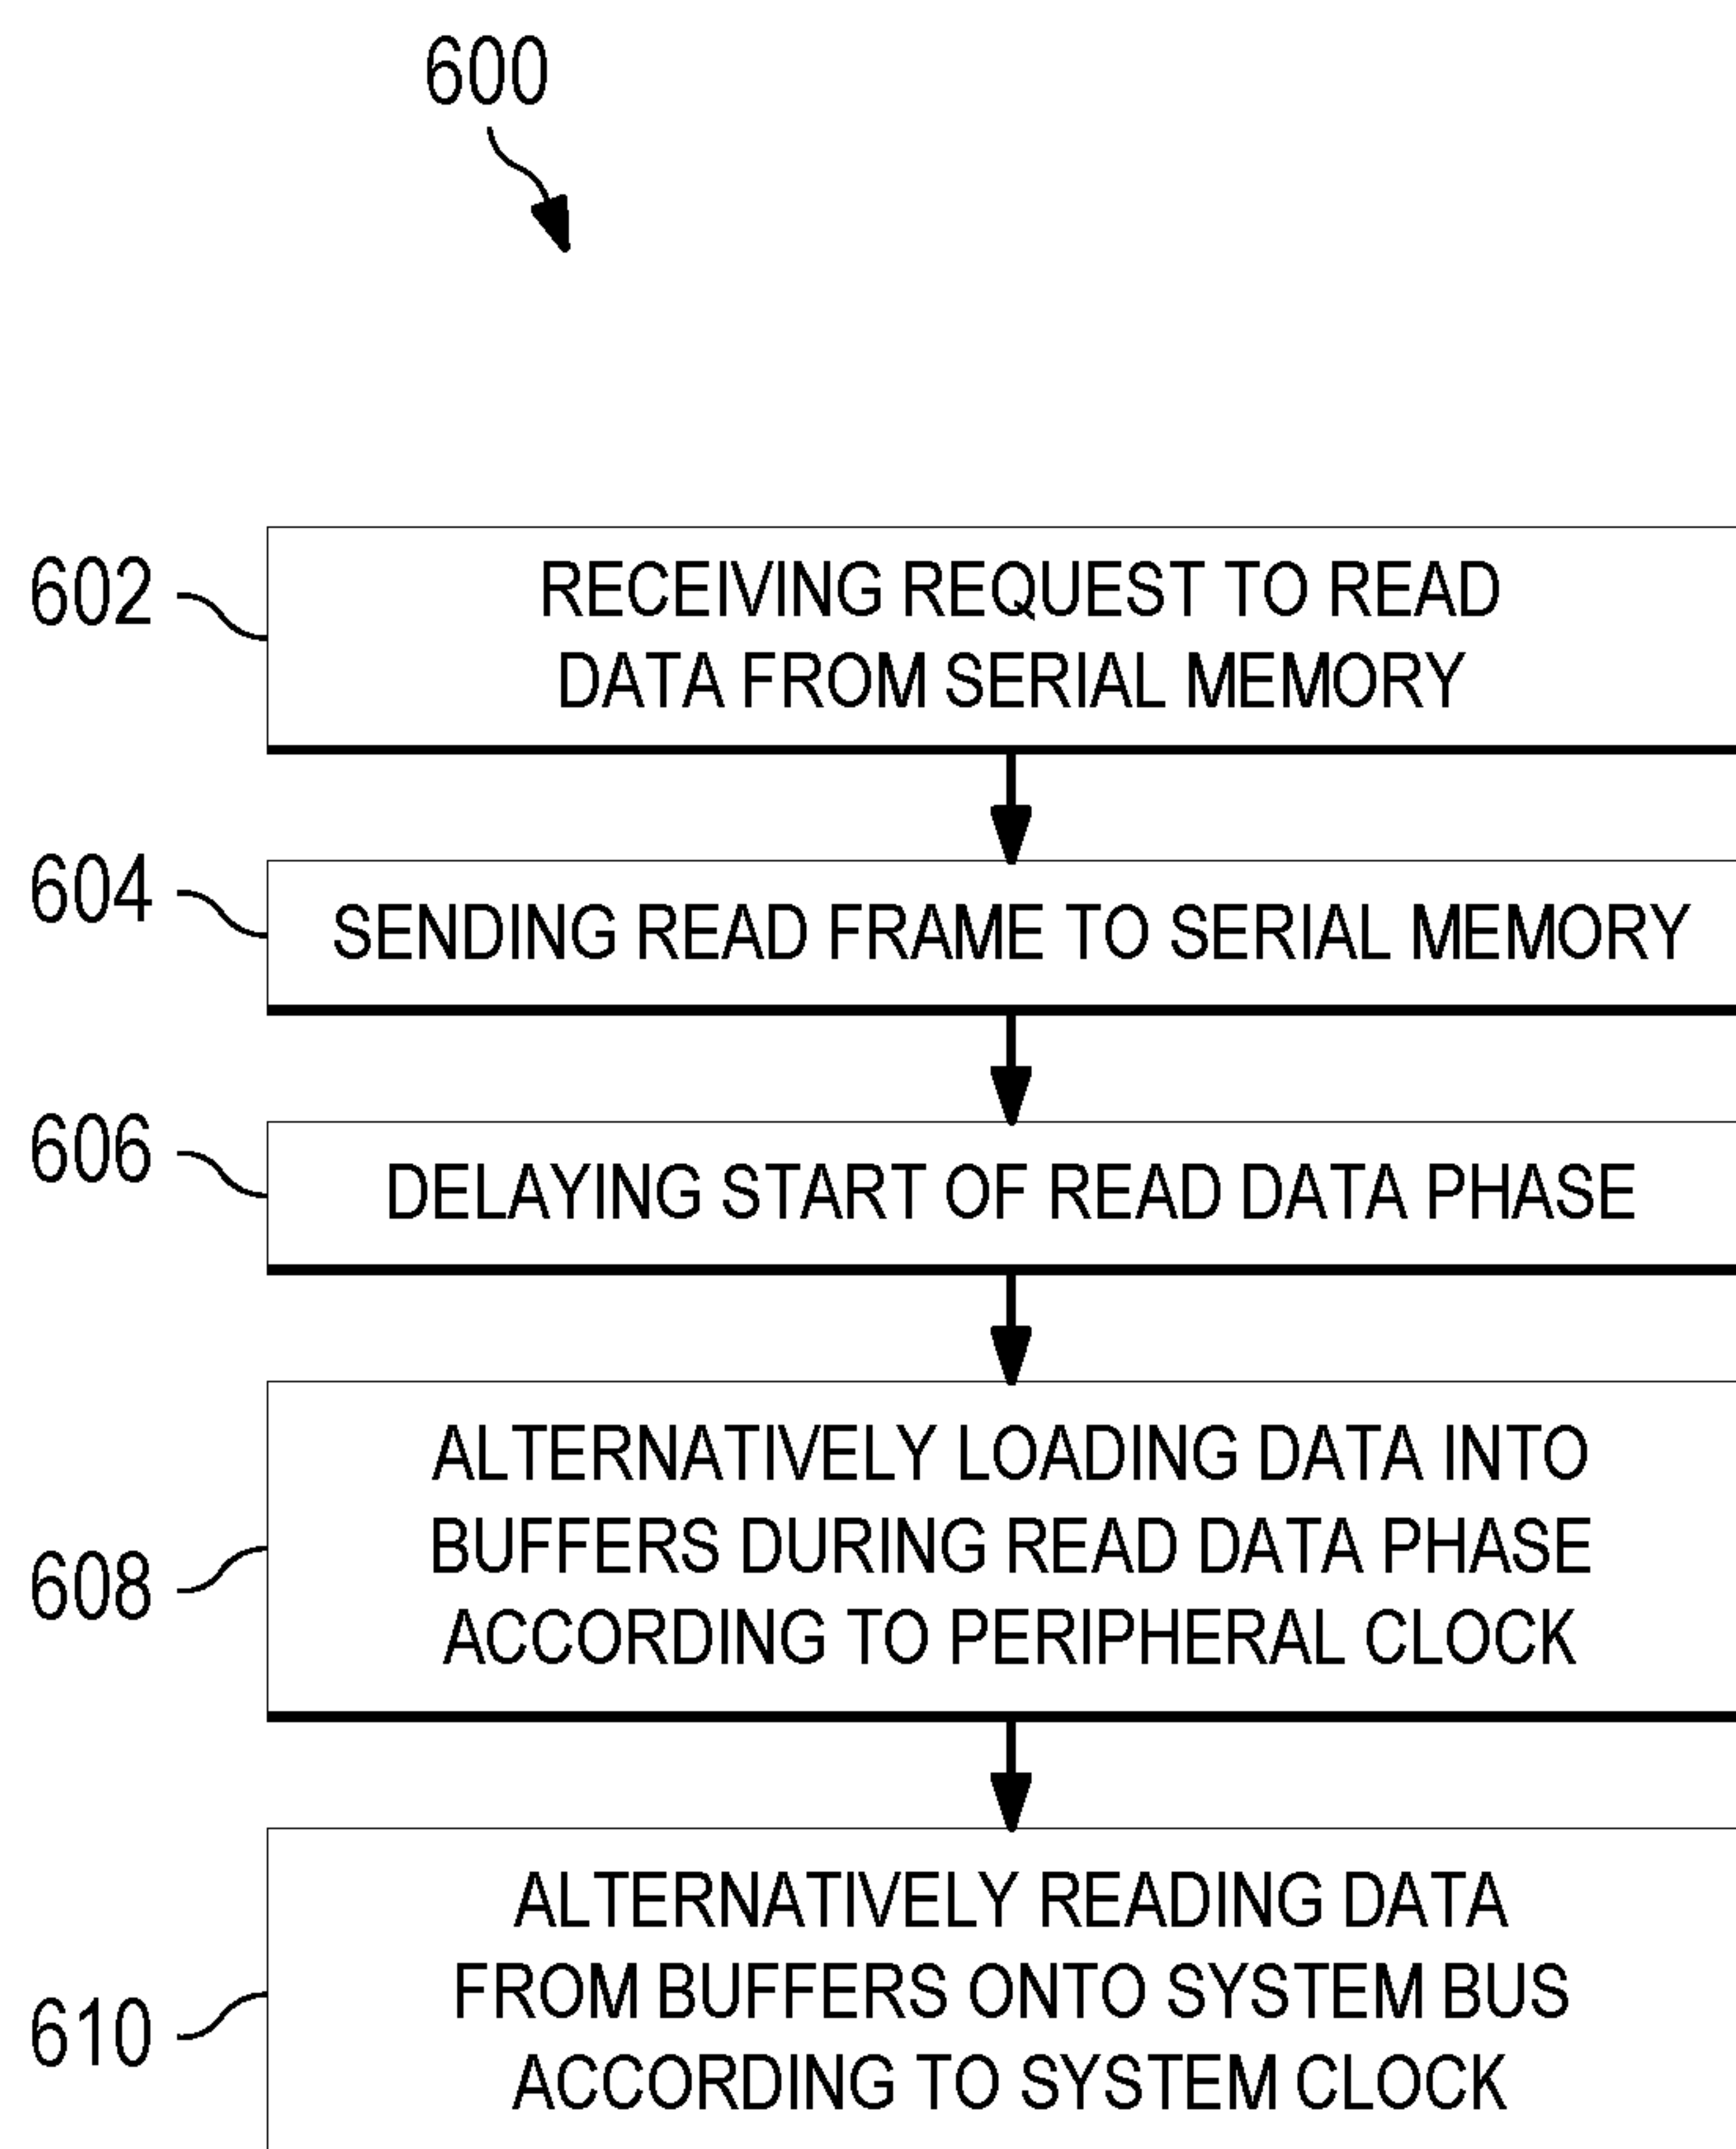 600
602
RECEIVING REQUEST TO READ
DATA FROM SERIAL MEMORY
604
SENDING READ FRAME TO SERIAL MEMORY
606
DELAYING START OF READ DATA PHASE
608
ALTERNATIVELY LOADING DATA INTO
BUFFERS DURING READ DATA PHASE
ACCORDING TO PERIPHERAL CLOCK
610
ALTERNATIVELY READING DATA
FROM BUFFERS ONTO SYSTEM BUS
ACCORDING TO SYSTEM CLOCK